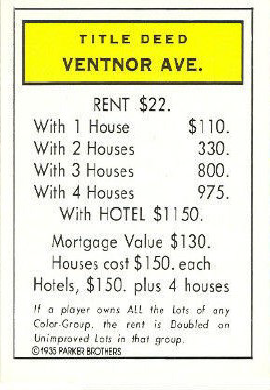 TITLE DEED
VENTNOR AVE.
RENT $22.
With 1 House $110.
With 2 Houses 330.
With 3 Houses 800.
With 4 Houses 975.
With HOTEL $1150.
Mortgage Value $130.
Houses cost $150. each
Hotels, $150. plus 4 houses
If a player owns ALL the Lots of any
Color-Group, the rent is Doubled on
Unimproved Lots in that group.
©1935 PARKER BROTHERS